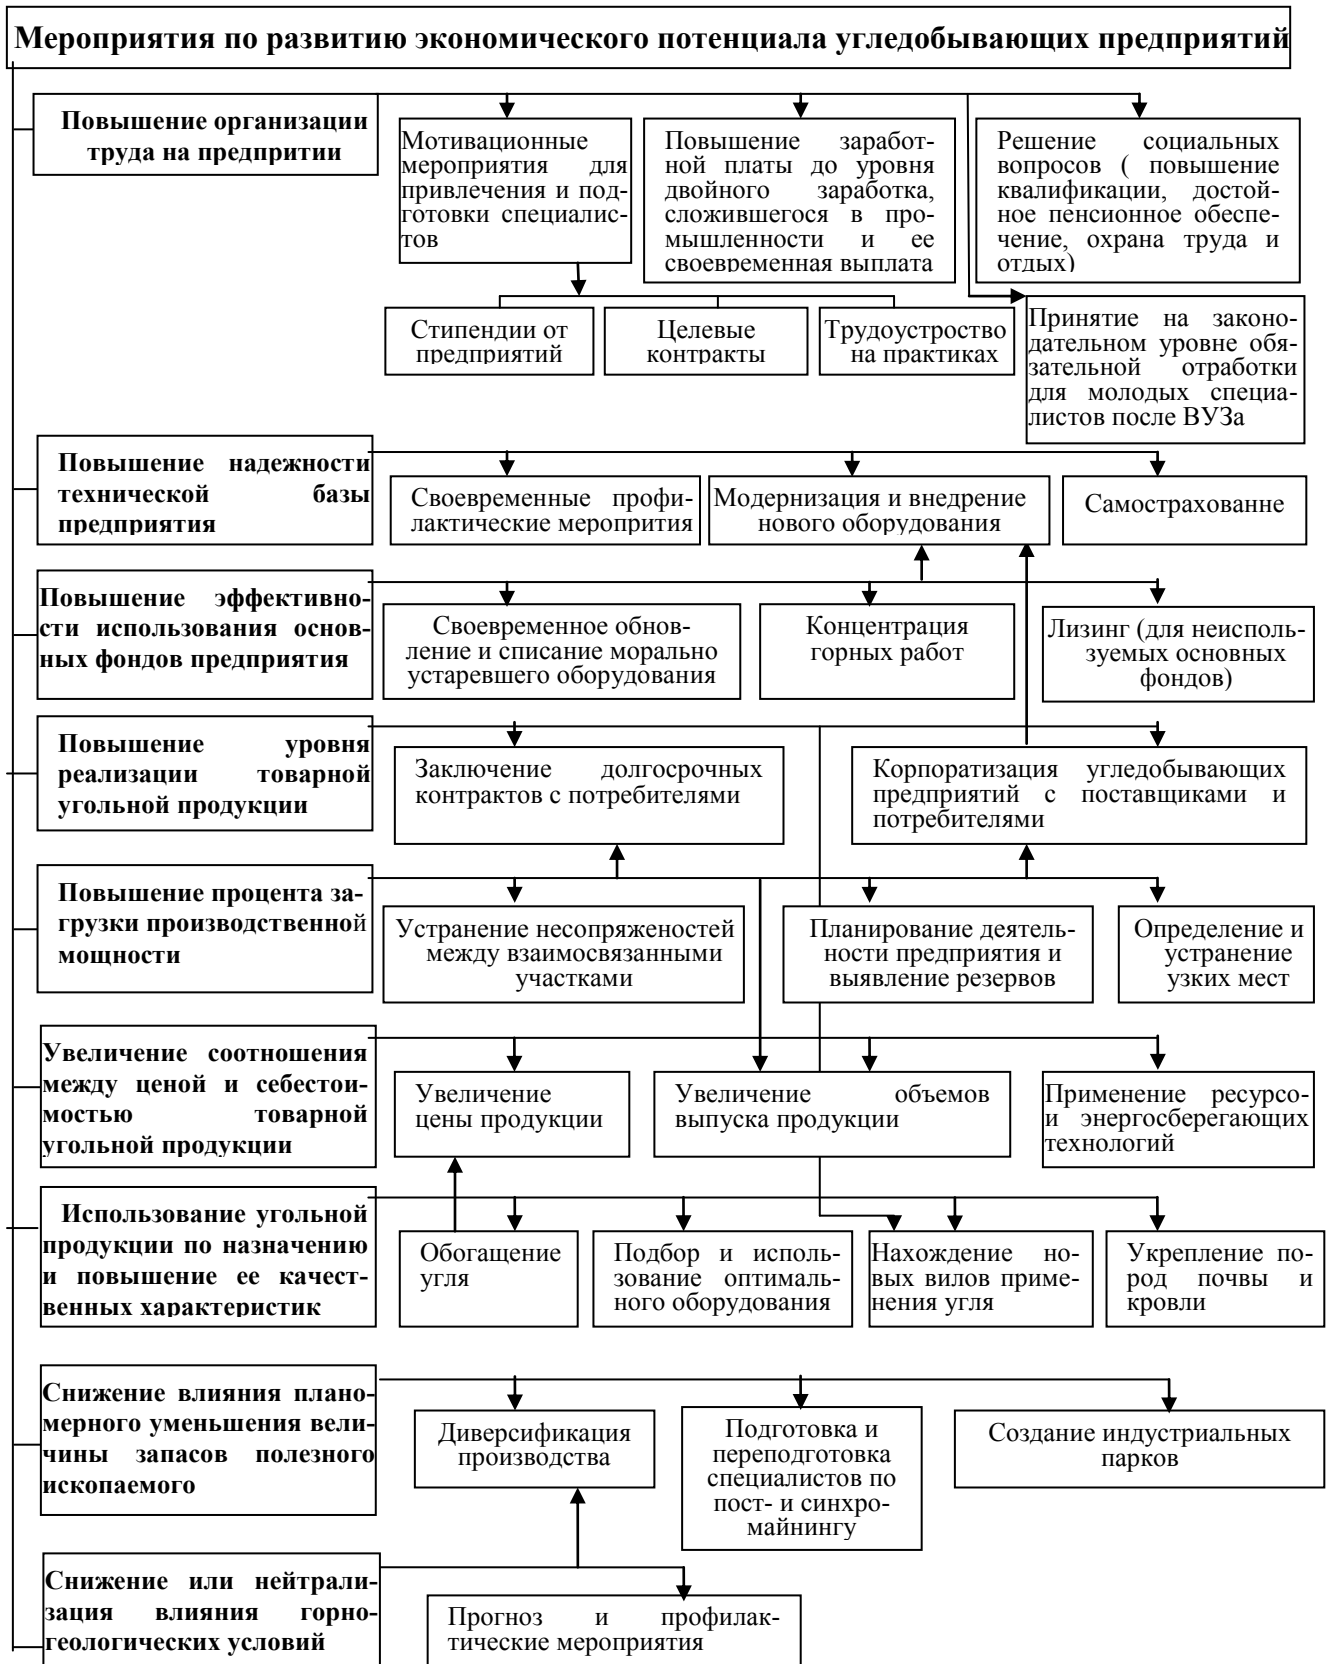 Мероприятия по развитию экономического потенциала угледобывающих предприятий
Повышение организации
труда на предпритии
Мотивационные
мероприятия для
привлечения и под-
готовки специалис-
тов
Повышение заработ-
ной платы до уровня
двойного заработка,
сложившегося в про-
мышленности и ее
своевременная выплата
Решение социальных
вопросов ( повышение
квалификации, достой-
ное пенсионное обеспе-
чение, охрана труда и
отдых)
Стипендии от
предприятий
Целевые
контракты
Трудоустроство
на практиках
Принятие на законо-
дательном уровне обя-
зательной отработки
для молодых специа-
листов после ВУЗа
Повышение надежности
технической базы
предприятия
Своевременные профи-
лактические мепроприятия
Модернизация и внедрение
нового оборудования
Самострахованне
Повышение эффективно-
сти использования основ-
ных фондов предприятия
Своевременное обнов-
ление и списание морально
устаревшего оборудования
Концентрация
горных работ
Лизинг (для неисполь-
зуемых основных
фондов)
Повышение уровня
реализации товарной
угольной продукции
Заключение долгосрочных
контрактов с потребителями
Корпоратизация угледобывающих
предприятий с поставщиками и
потребителями
Повышение процента за-
грузки производственной
мощности
Устранение несопряженостей
между взаимосвязанными
участками
Планирование деятель-
ности предприятия и
выявление резервов
Определение и
устранение
узких мест
Увеличение соотношения
между ценой и себестои-
мостью товарной
угольной продукции
Увеличение
цены продукции
Увеличение объемов
выпуска продукции
Применение ресурсо-
и энергосберегающих
технологий
Использование угольной
продукции по назначению
и повышение ее качест-
венных характеристик
Обогащение
угля
Подбор и исполь-
зование оптималь-
ного оборудования
Нахождение но-
вых вилов приме-
нения угля
Укрепление по-
род почвы и
кровли
Снижение влияния плано-
мерного уменьшения вели-
чины запасов полезного
ископаемого
Диверсификация
производства
Подготовка и
переподготовка
специалистов по
пост- и синхро-
майнингу
Создание индустриальных
парков
Снижение или нейтрали-
зация влияния горно-
геологических условий
Прогноз и профилак-
тические мероприятия